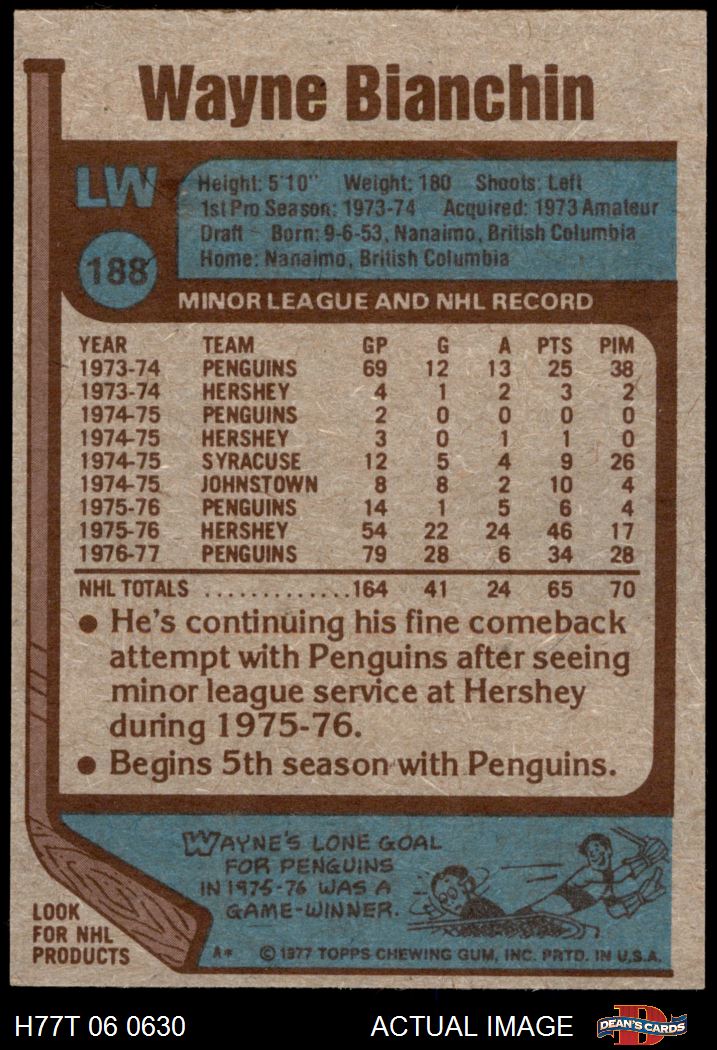 Wayne Bianchin
LW
Height: 5'10" Weight: 180 Shoots: Left
1st Pro Season: 1973-74 Acquired: 1973 Amateur
Draft Born: 9-6-53, Nanaimo, British Columbia
Home: Nanaimo, British Columbia
188
MINOR LEAGUE AND NHL RECORD
YEAR TEAM GP G A PTS PIM
1973-74 PENGUINS 69 12 13 25 38
1973-74 HERSHEY 4 1 2 3 2
1974-75 PENGUINS 2 0 0 0 0
1974-75 HERSHEY 3 0 1 1 0
1974-75 SYRACUSE 12 5 4 9 26
1974-75 JOHNSTOWN 8 8 2 10 4
1975-76 PENGUINS 14 1 5 6 4
1975-76 HERSHEY 54 22 24 46 17
1976-77 PENGUINS 79 28 6 34 28
NHL TOTALS .............164 41 24 65 70
● He's continuing his fine comeback
attempt with Penguins after seeing
minor league service at Hershey
during 1975-76.
● Begins 5th season with Penguins.
WAYNE'S LONE GOAL
FOR PENGUINS
IN 1975-76 WAS A
GAME-WINNER.
LOOK
FOR NHL
PRODUCTS
A* © 1977 TOPPS CHEWING GUM, INC. PRTD. IN U.S.A.
H77T 06 0630 ACTUAL IMAGE
D
DEAN'S CARDS